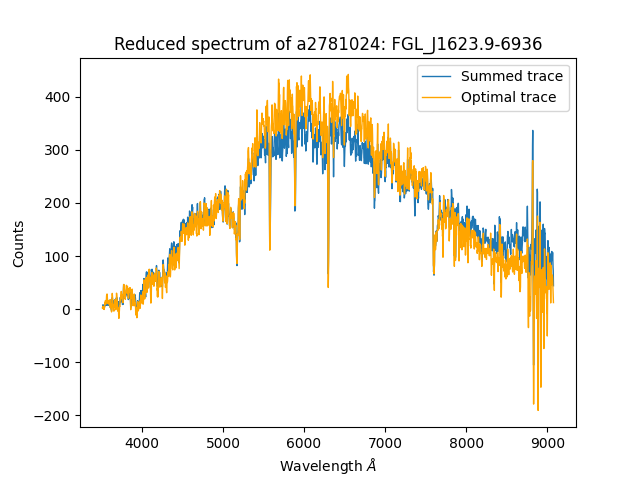 Reduced spectrum of a2781024: FGL_J1623.9-6936
Summed trace
Optimal trace
400
300
200
100
0
−100
−200
Counts
4000 5000 6000 7000 8000 9000
Wavelength Å